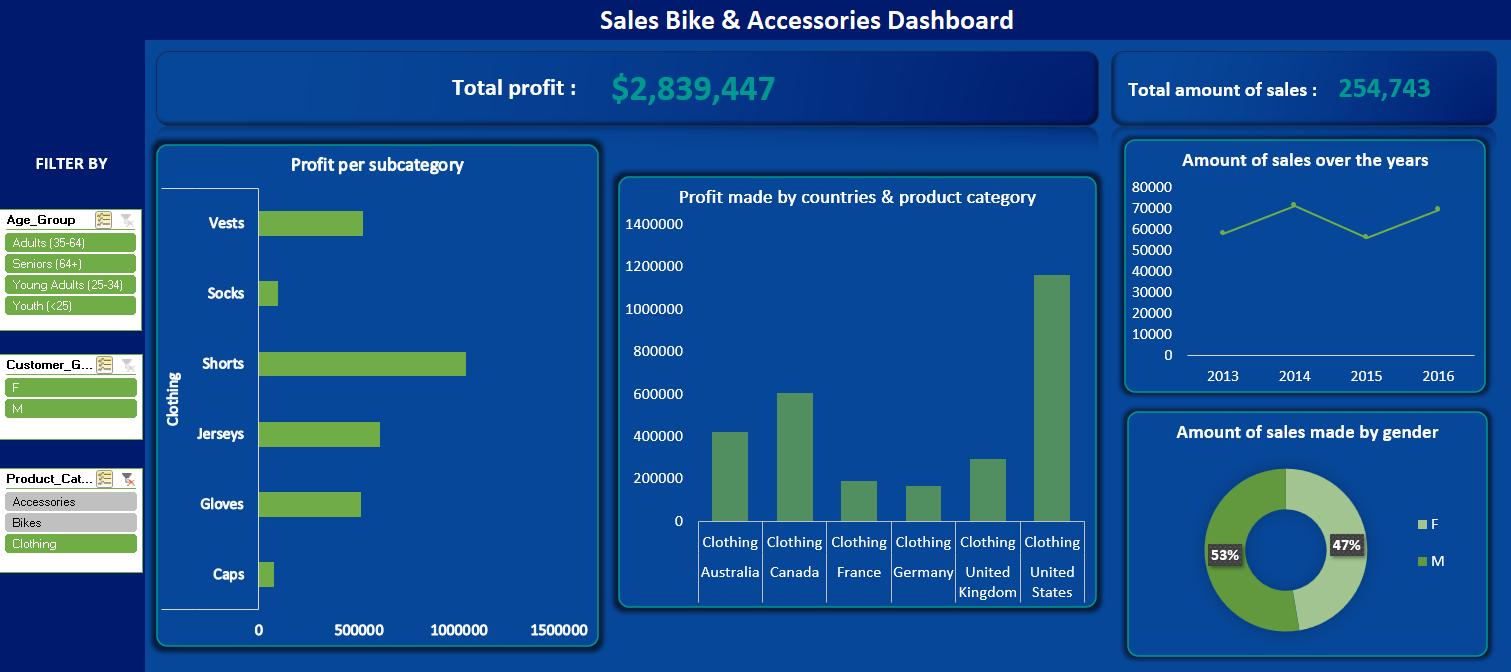 Sales Bike & Accessories Dashboard
Total profit : $2,839,447
Total amount of sales : 254,743
FILTER BY
Age_Group
Adults (35-64)
Seniors (64+)
Young Adults (25-34)
Youth (<25)
Customer_G...
F
M
Product_Cat...
Accessories
Bikes
Clothing
Profit per subcategory
Clothing
Vests
Socks
Shorts
Jerseys
Gloves
Caps
0 500000 1000000 1500000
Profit made by countries & product category
1400000
1200000
1000000
800000
600000
400000
200000
0
Clothing Clothing Clothing Clothing Clothing Clothing
Australia Canada France Germany United United
Kingdom States
Amount of sales over the years
80000
70000
60000
50000
40000
30000
20000
10000
0
2013 2014 2015 2016
Amount of sales made by gender
53%
47%
F
M